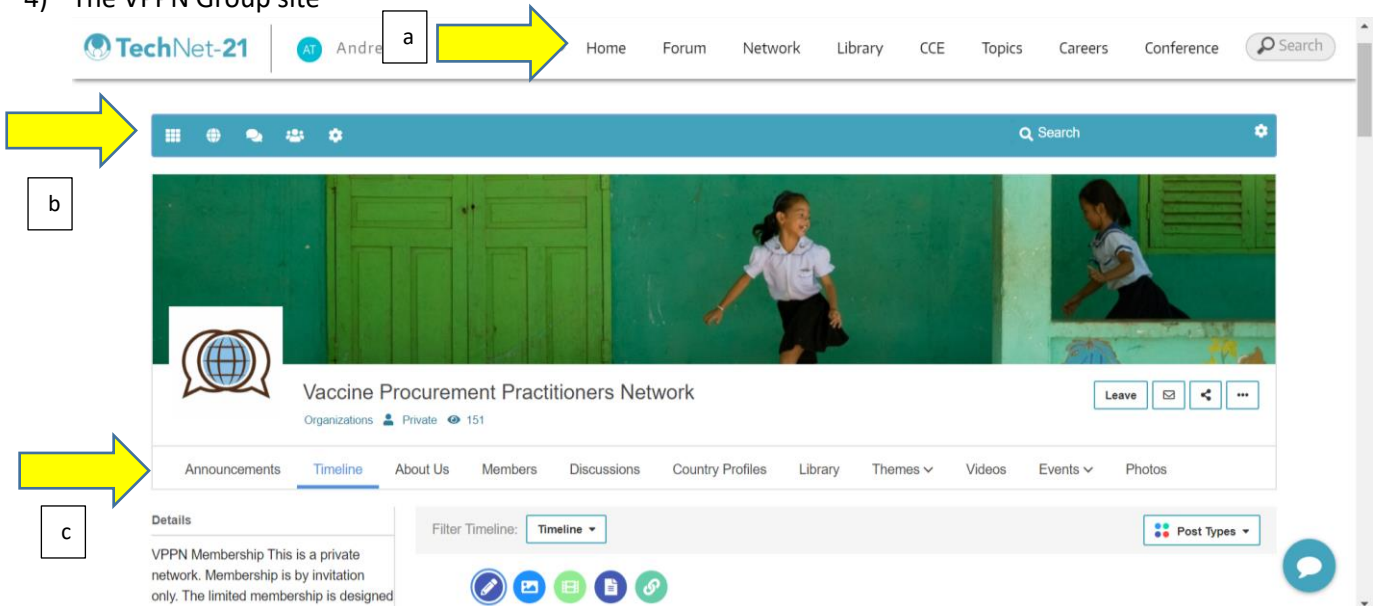 4) The VPPN Group site
a
TechNet-21 AT Andre Home Forum Network Library CCE Topics Careers Conference Search
Search
b
Vaccine Procurement Practitioners Network
Leave
Organizations Private 151
Announcements Timeline About Us Members Discussions Country Profiles Library Themes Videos Events Photos
c
Details
Filter Timeline: Timeline Post Types
VPPN Membership This is a private
network. Membership is by invitation
only. The limited membership is designed